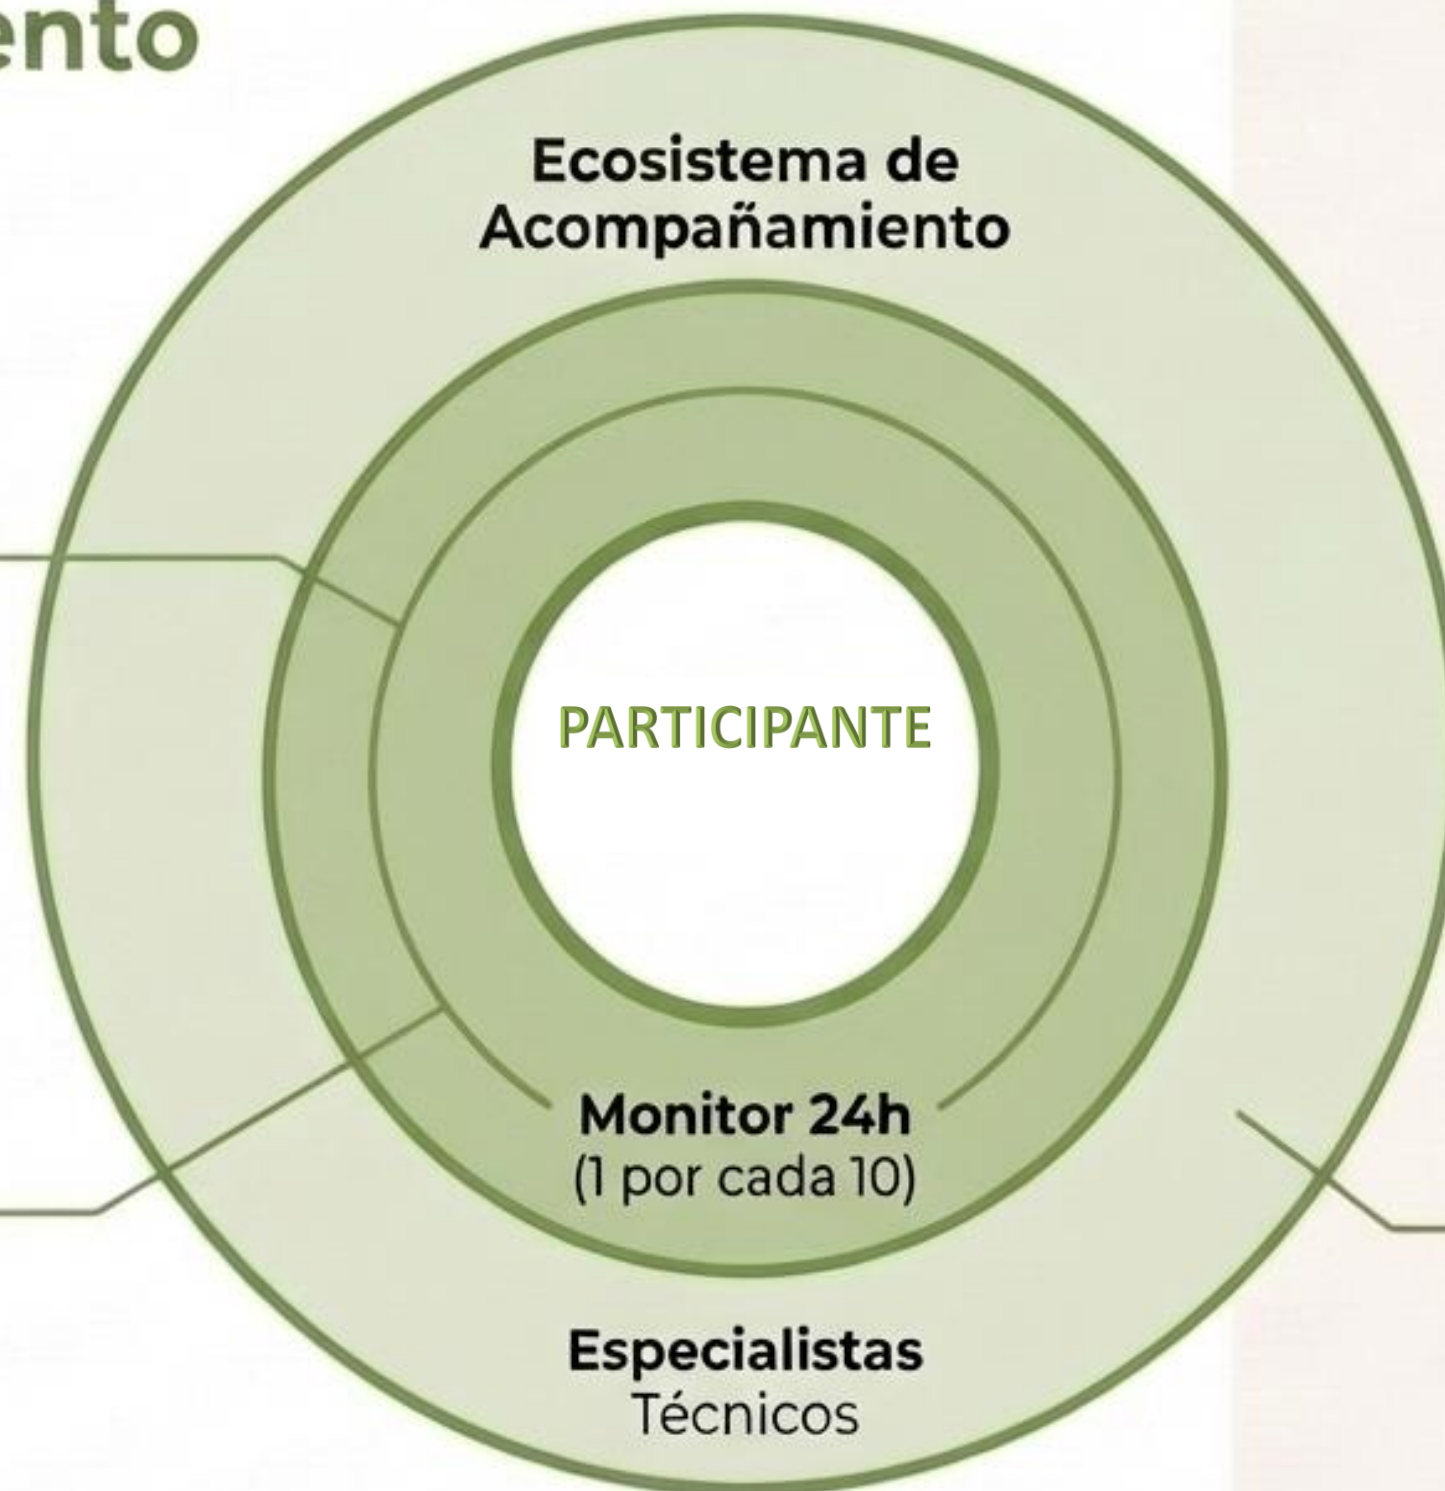 ento
Ecosistema de
Acompañamiento
PARTICIPANTE
Monitor 24h
(1 por cada 10)
Especialistas
Técnicos